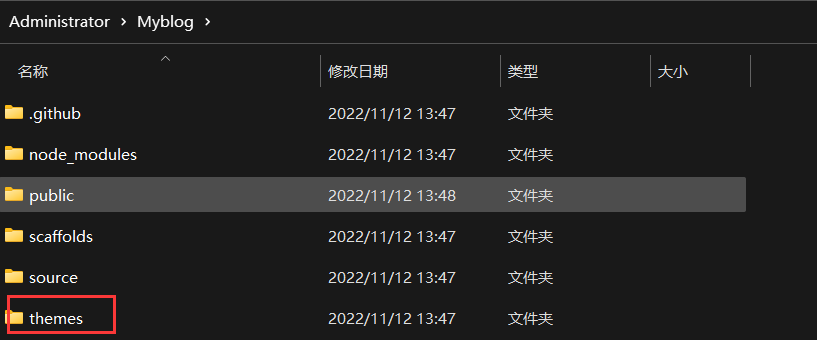 Administrator > Myblog >
名称 修改日期 类型 大小
.github 2022/11/12 13:47 文件夹
node_modules 2022/11/12 13:47 文件夹
public 2022/11/12 13:48 文件夹
scaffolds 2022/11/12 13:47 文件夹
source 2022/11/12 13:47 文件夹
themes 2022/11/12 13:47 文件夹